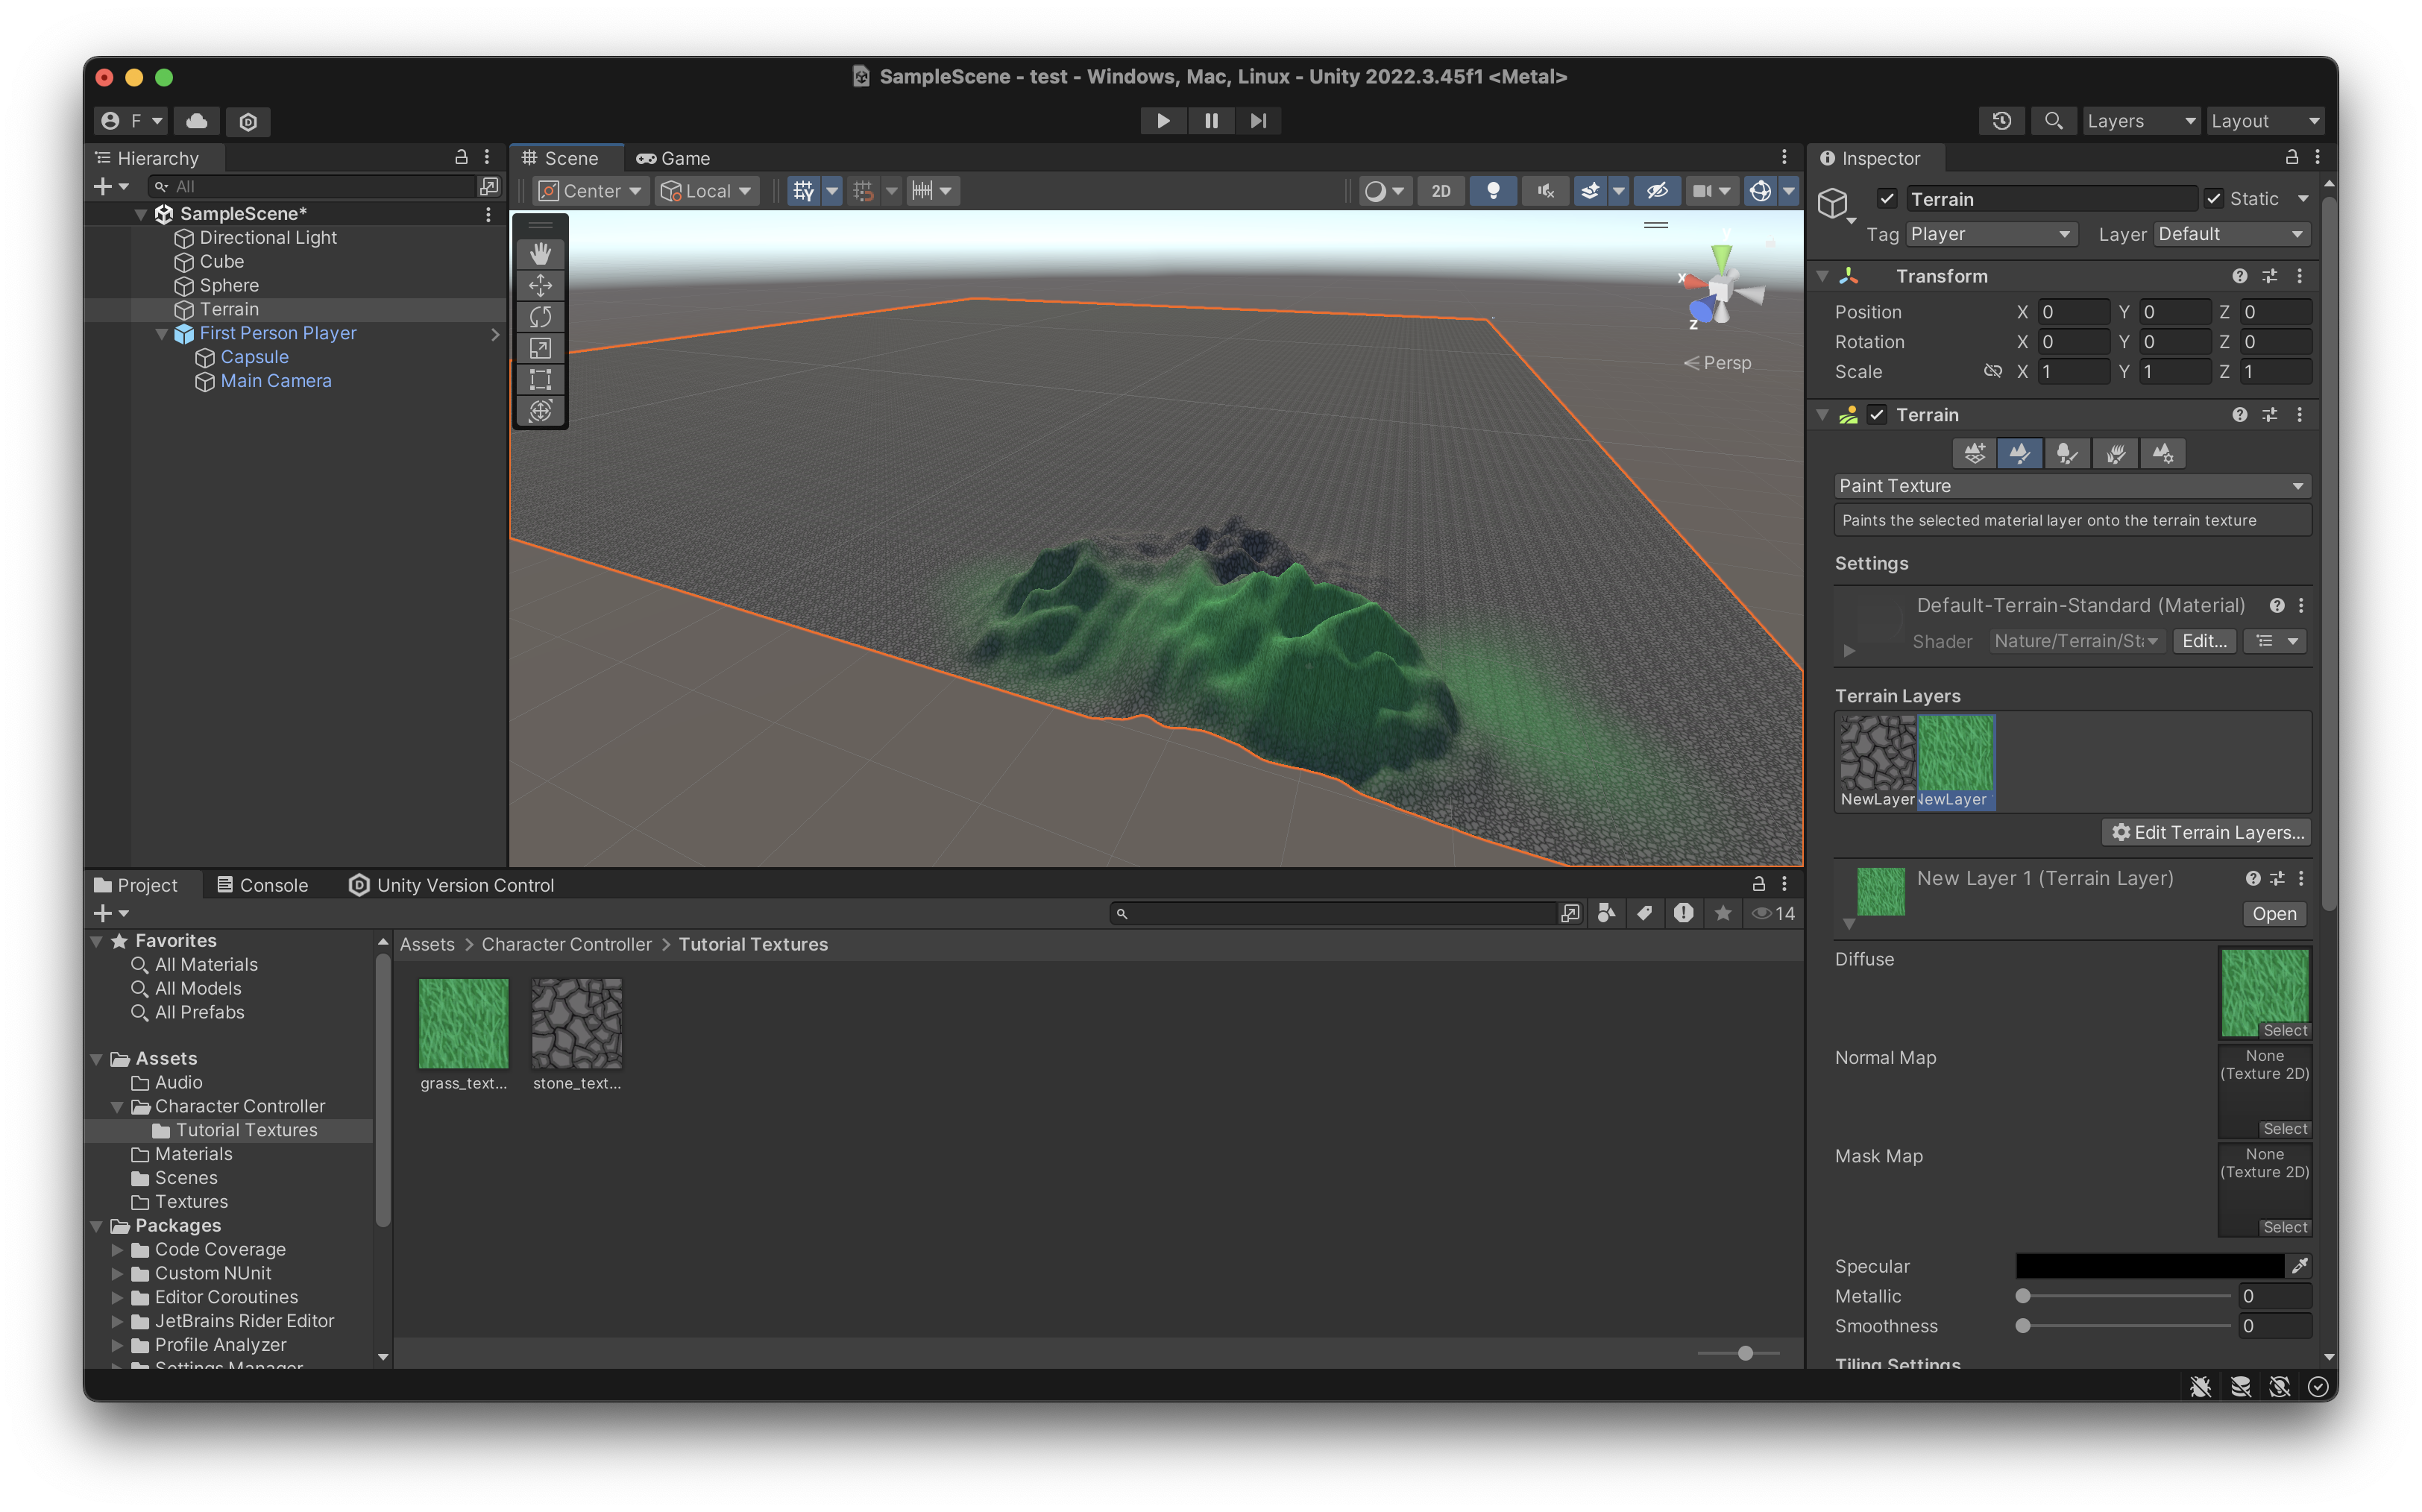 SampleScene - test - Windows, Mac, Linux - Unity 2022.3.45f1 <Metal>
F
Layers
Layout
Hierarchy
All
SampleScene*
Directional Light
Cube
Sphere
Terrain
First Person Player
Capsule
Main Camera
Scene
Game
Center
Local
2D
y
x
z
Persp
Inspector
Terrain
Static
Tag Player
Layer Default
Transform
Position X 0 Y 0 Z 0
Rotation X 0 Y 0 Z 0
Scale X 1 Y 1 Z 1
Terrain
Paint Texture
Paints the selected material layer onto the terrain texture
Settings
Default-Terrain-Standard (Material)
Shader Nature/Terrain/Sta Edit...
Terrain Layers
NewLayer
NewLayer
Edit Terrain Layers...
New Layer 1 (Terrain Layer)
Open
Diffuse
Select
Normal Map
None
(Texture 2D)
Select
Mask Map
None
(Texture 2D)
Select
Specular
Metallic 0
Smoothness 0
Tiling Settings
Project
Console
Unity Version Control
14
Favorites
All Materials
All Models
All Prefabs
Assets
Audio
Character Controller
Tutorial Textures
Materials
Scenes
Textures
Packages
Code Coverage
Custom NUnit
Editor Coroutines
JetBrains Rider Editor
Profile Analyzer
Settings Manager
Assets > Character Controller > Tutorial Textures
grass_text...
stone_text...